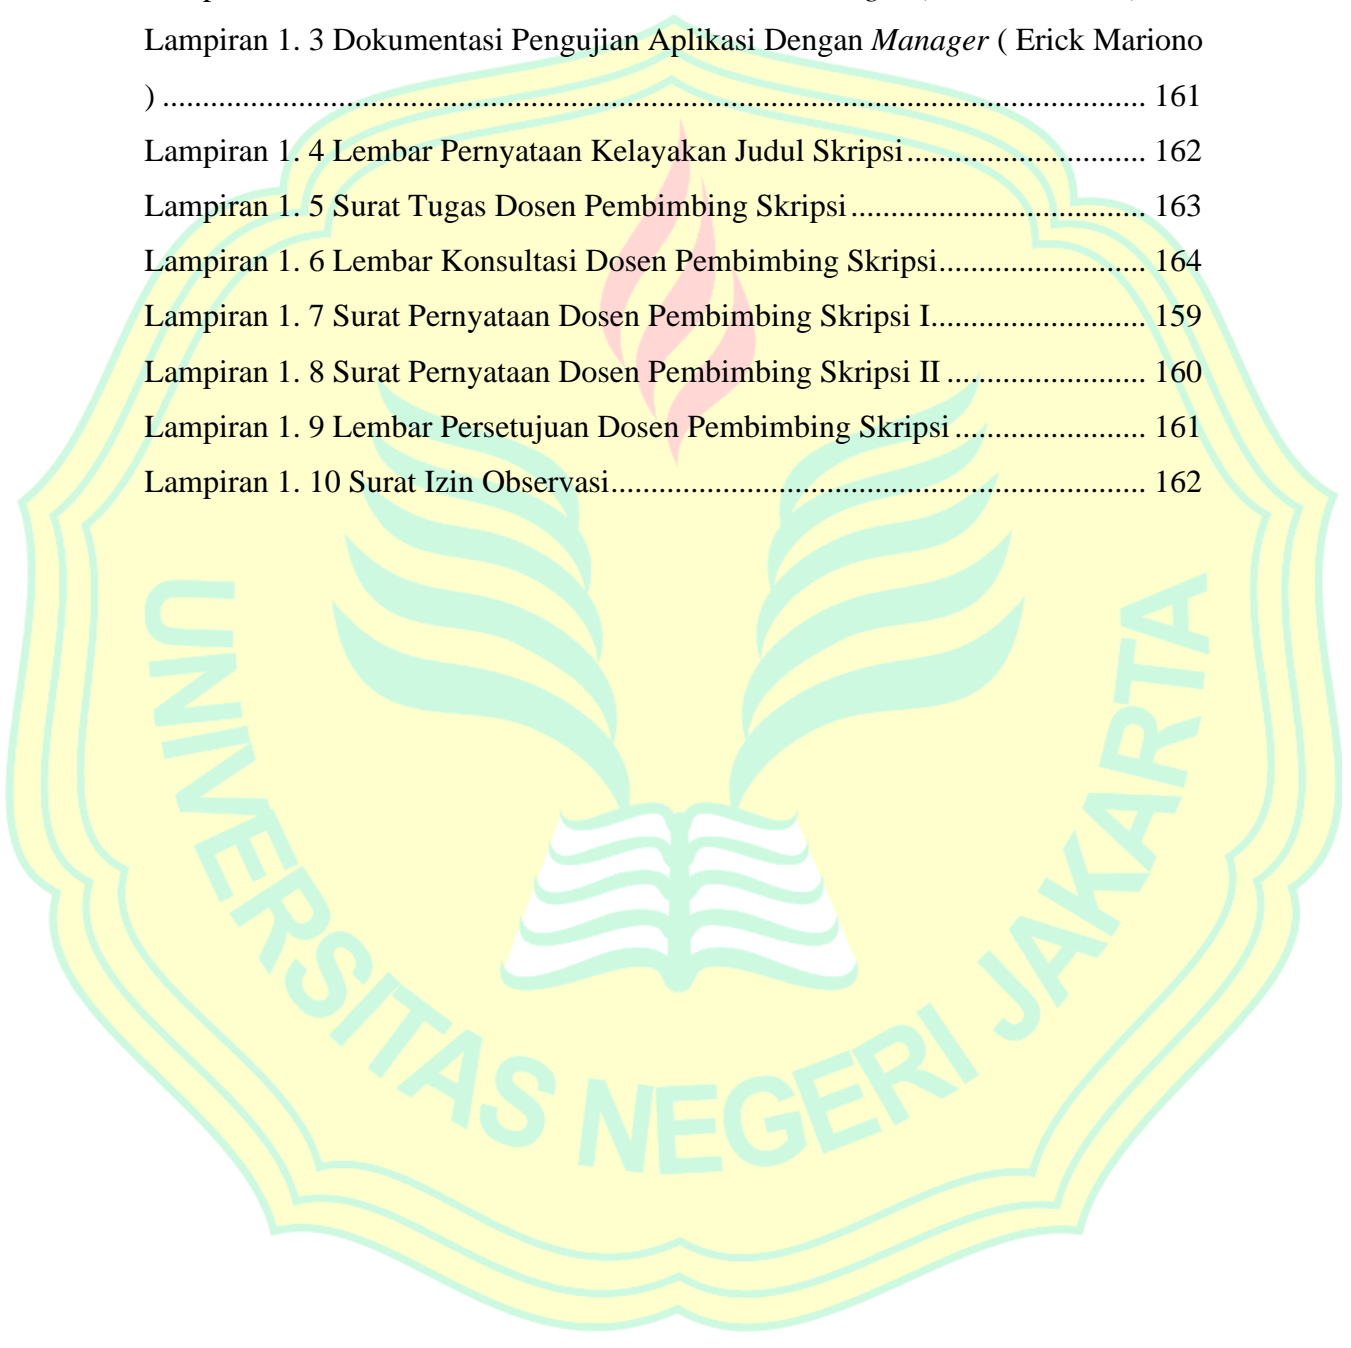 Lampiran 1. 3 Dokumentasi Pengujian Aplikasi Dengan Manager ( Erick Mariono
) ............................................................................................................................ 161
Lampiran 1. 4 Lembar Pernyataan Kelayakan Judul Skripsi.............................. 162
Lampiran 1. 5 Surat Tugas Dosen Pembimbing Skripsi ..................................... 163
Lampiran 1. 6 Lembar Konsultasi Dosen Pembimbing Skripsi.......................... 164
Lampiran 1. 7 Surat Pernyataan Dosen Pembimbing Skripsi I........................... 159
Lampiran 1. 8 Surat Pernyataan Dosen Pembimbing Skripsi II ......................... 160
Lampiran 1. 9 Lembar Persetujuan Dosen Pembimbing Skripsi ........................ 161
Lampiran 1. 10 Surat Izin Observasi................................................................... 162
UNIVERSITAS NEGERI JAKARTA